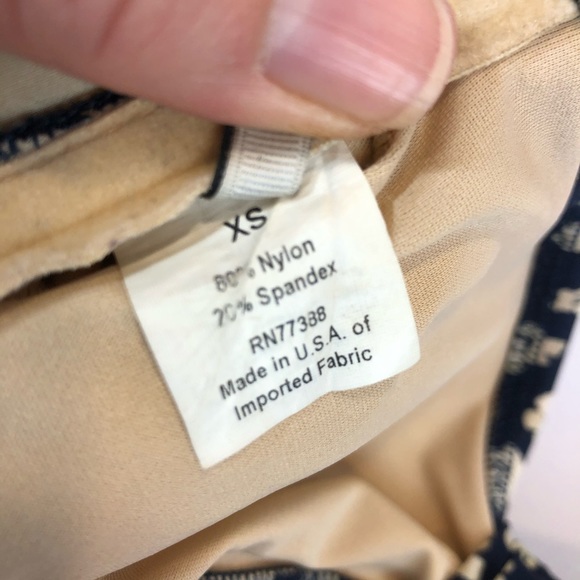 XS
80% Nylon
20% Spandex
RN77388
Made in U.S.A. of
Imported Fabric